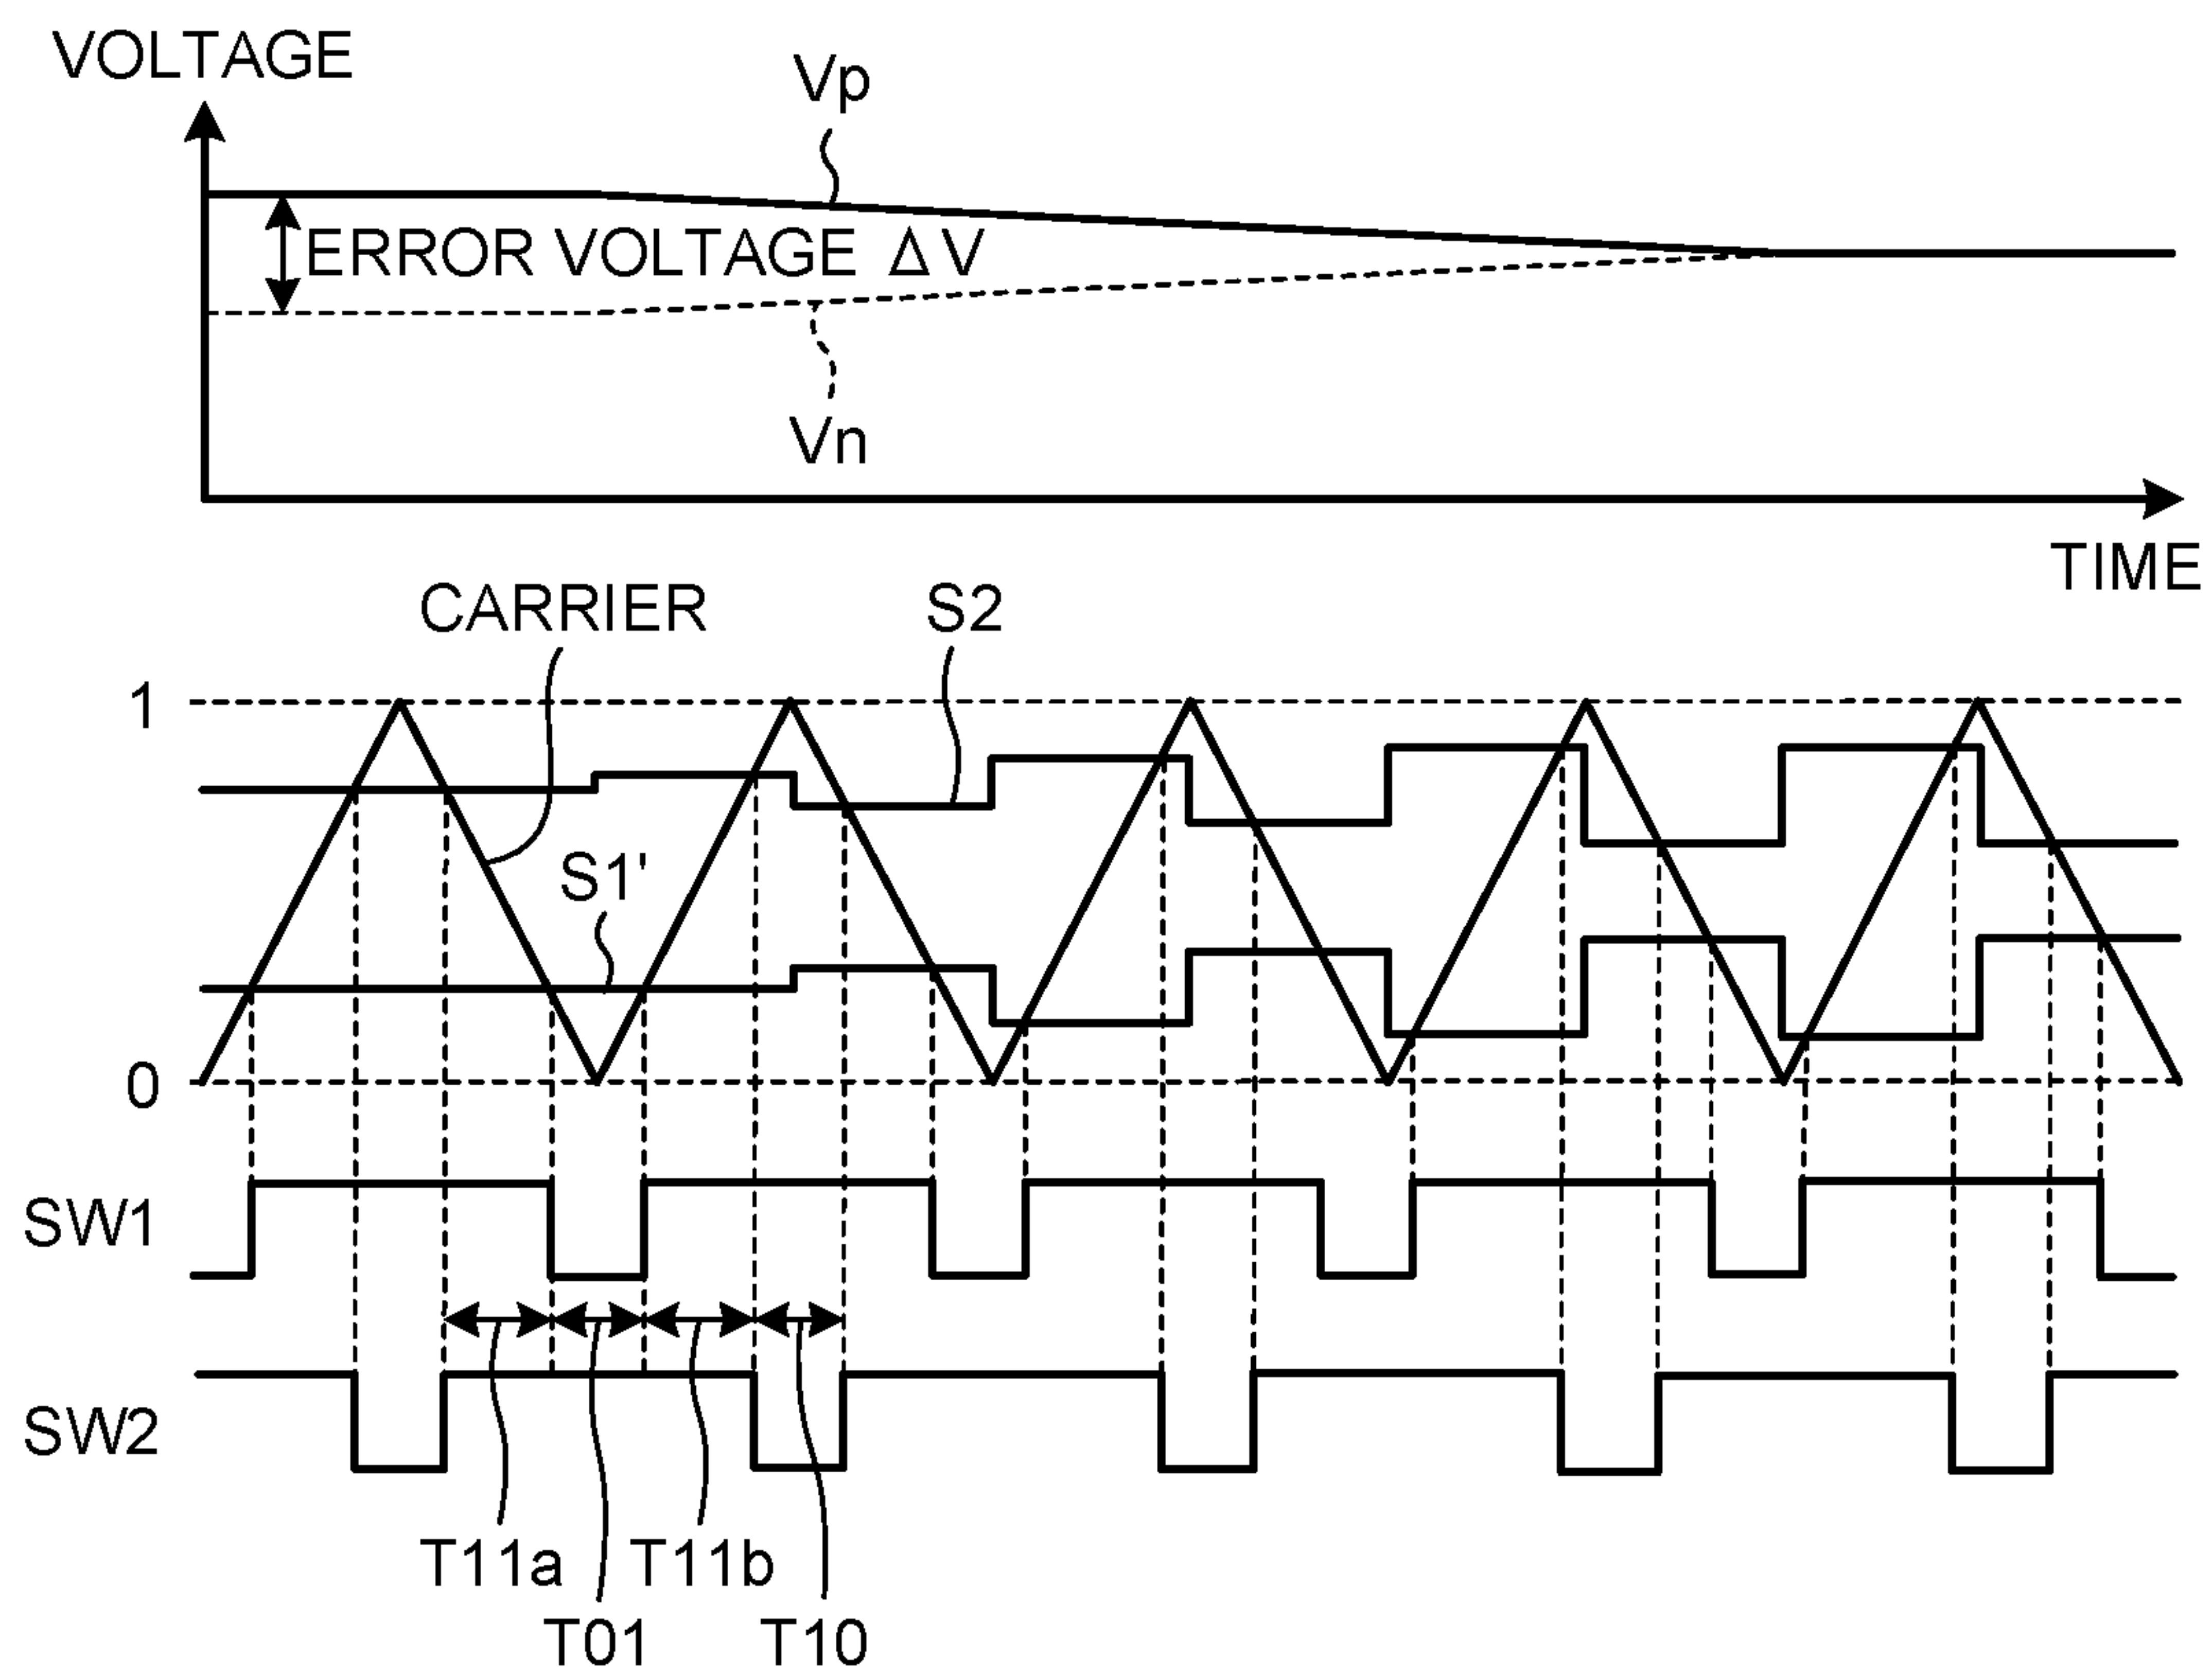 VOLTAGE
Vp
ERROR VOLTAGE ΔV
Vn
TIME
CARRIER
S2
1
S1'
0
SW1
SW2
T11a
T11b
T01
T10